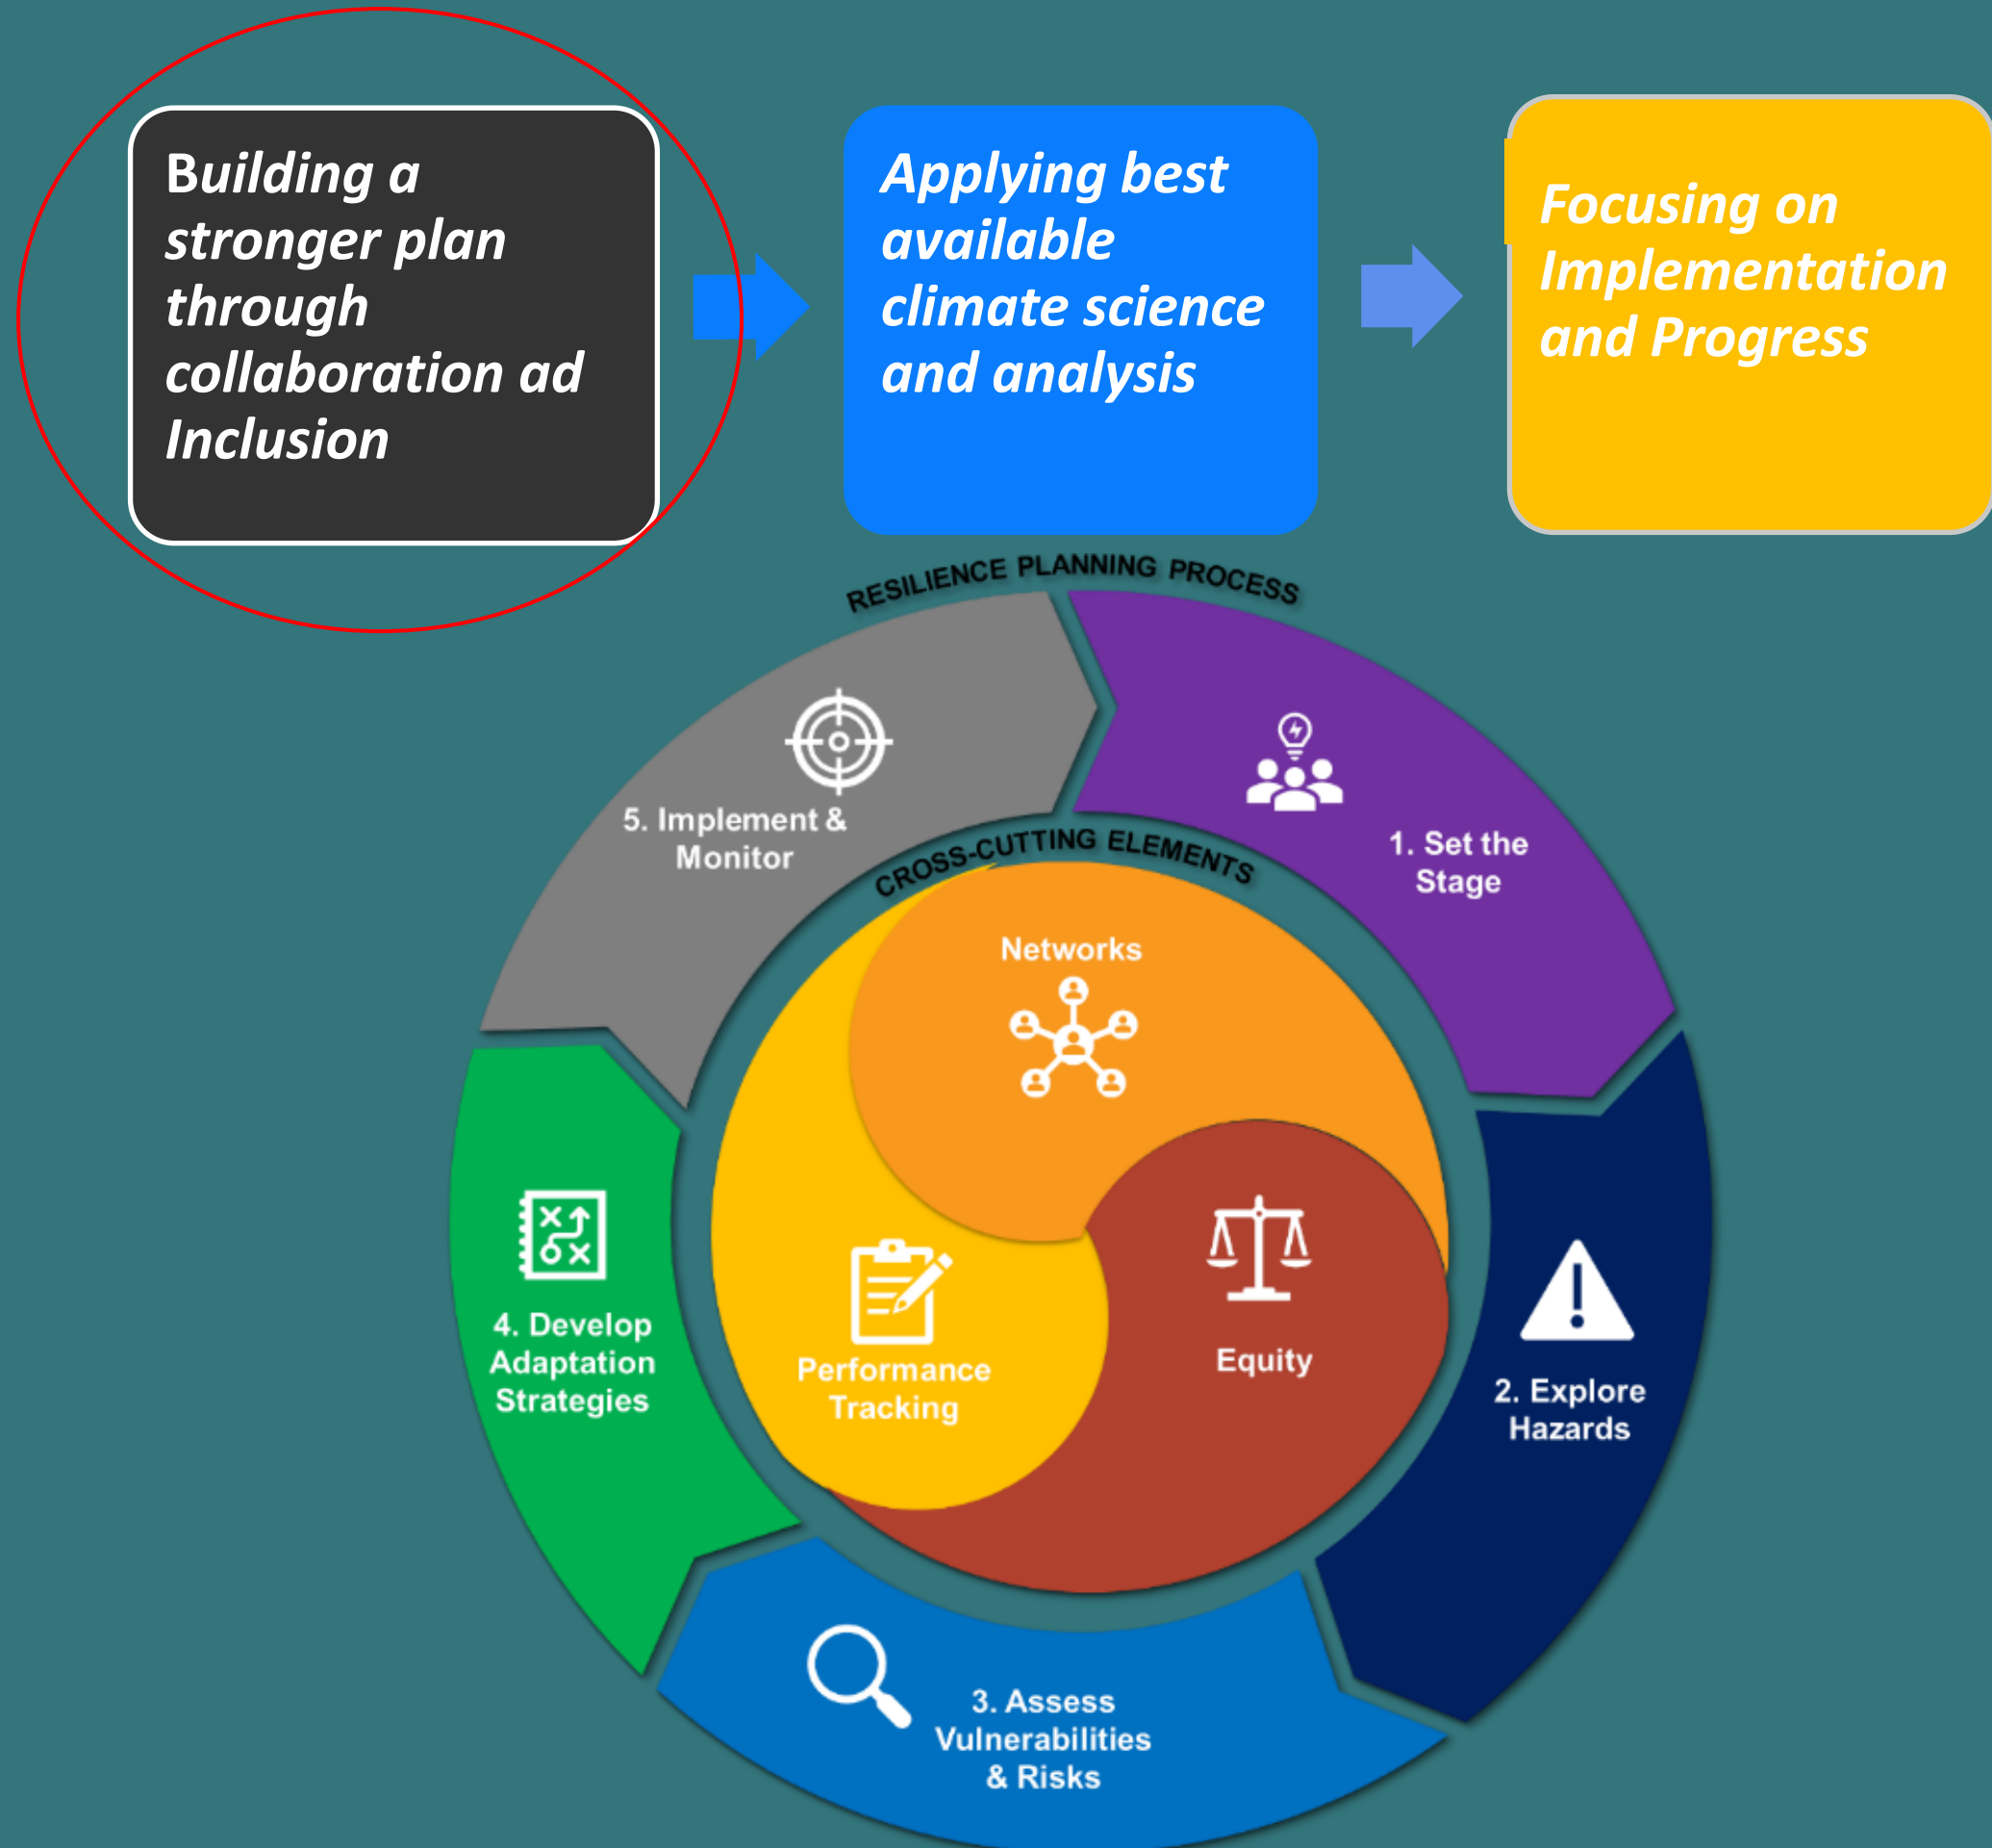 Building a
stronger plan
through
collaboration ad
Inclusion
Applying best
available
climate science
and analysis
Focusing on
Implementation
and Progress
RESILIENCE PLANNING PROCESS
5. Implement &
Monitor
1. Set the
Stage
CROSS-CUTTING ELEMENTS
Networks
Performance
Tracking
Equity
4. Develop
Adaptation
Strategies
2. Explore
Hazards
3. Assess
Vulnerabilities
& Risks